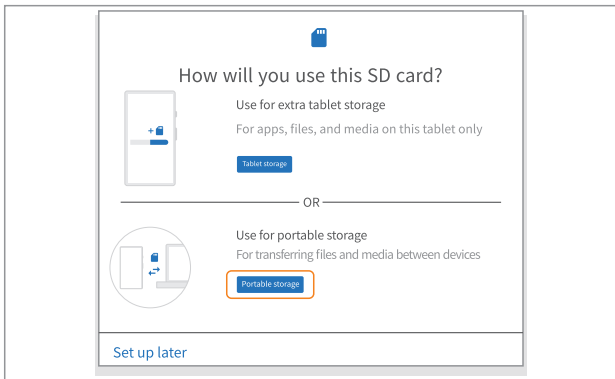 How will you use this SD card?
Use for extra tablet storage
For apps, files, and media on this tablet only
Tablet storage
OR
Use for portable storage
For transferring files and media between devices
Portable storage
Set up later